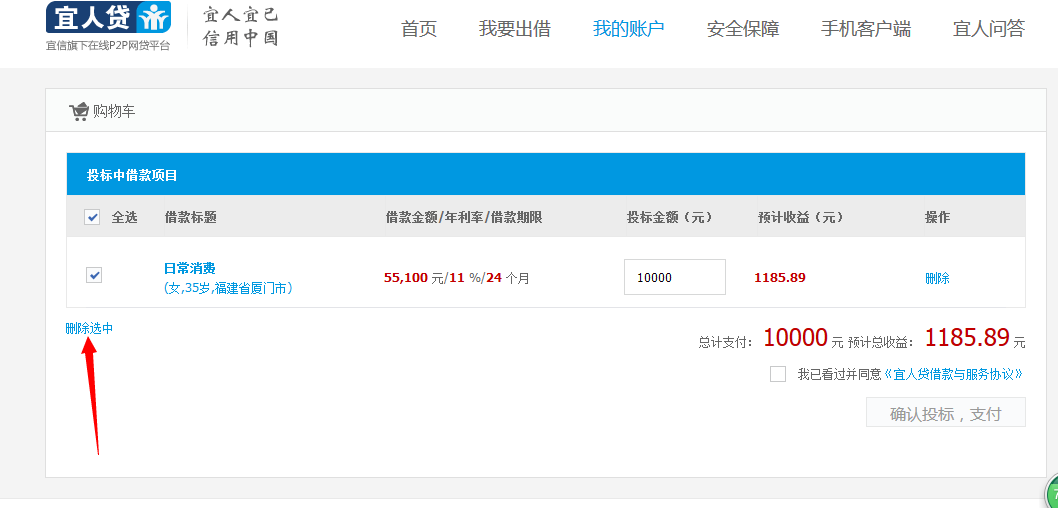 宜人贷
宜信旗下在线P2P网贷平台
宜人宜己
信用中国
首页 我要出借 我的账户 安全保障 手机客户端 宜人问答
购物车
投标中借款项目
全选 借款标题 借款金额/年利率/借款期限 投标金额（元） 预计收益（元） 操作
日常消费
(女,35岁,福建省厦门市) 55,100 元/11 %/24 个月 10000 1185.89 删除
删除选中
总计支付： 10000 元 预计总收益： 1185.89 元
我已看过并同意《宜人贷借款与服务协议》
确认投标，支付
7